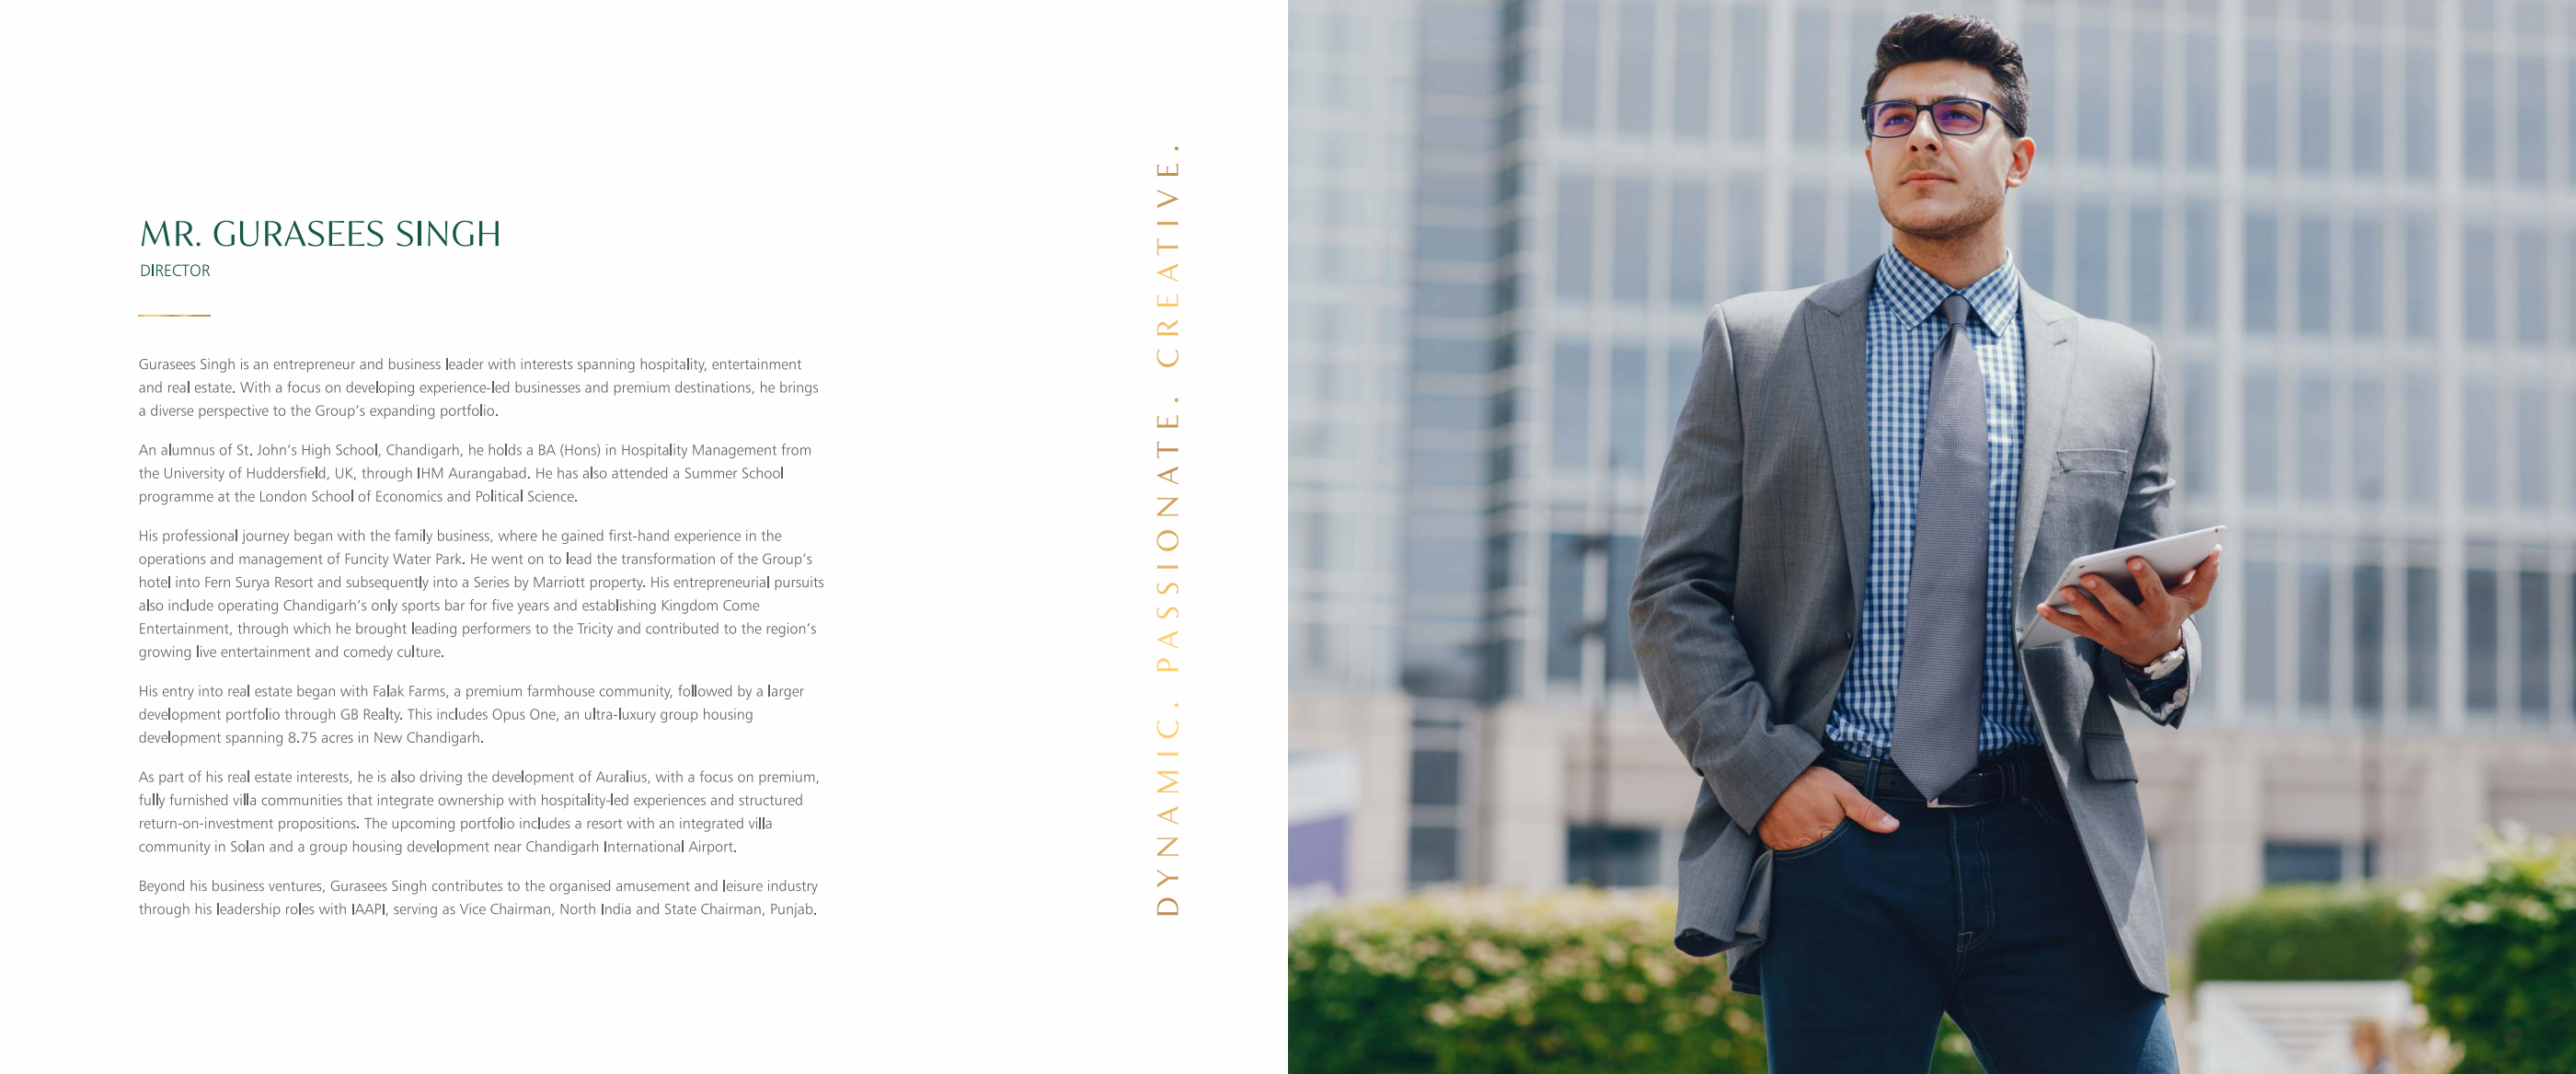 MR. GURASEES SINGH
DIRECTOR
Gurasees Singh is an entrepreneur and business leader with interests spanning hospitality, entertainment
and real estate. With a focus on developing experience-led businesses and premium destinations, he brings
a diverse perspective to the Group's expanding portfolio.
An alumnus of St. John's High School, Chandigarh, he holds a BA (Hons) in Hospitality Management from
the University of Huddersfield, UK, through IHM Aurangabad. He has also attended a Summer School
programme at the London School of Economics and Political Science.
His professional journey began with the family business, where he gained first-hand experience in the
operations and management of Funcity Water Park. He went on to lead the transformation of the Group's
hotel into Fern Surya Resort and subsequently into a Series by Marriott property. His entrepreneurial pursuits
also include operating Chandigarh's only sports bar for five years and establishing Kingdom Come
Entertainment, through which he brought leading performers to the Tricity and contributed to the region's
growing live entertainment and comedy culture.
His entry into real estate began with Falak Farms, a premium farmhouse community, followed by a larger
development portfolio through GB Realty. This includes Opus One, an ultra-luxury group housing
development spanning 8.75 acres in New Chandigarh.
As part of his real estate interests, he is also driving the development of Auralius, with a focus on premium,
fully furnished villa communities that integrate ownership with hospitality-led experiences and structured
return-on-investment propositions. The upcoming portfolio includes a resort with an integrated villa
community in Solan and a group housing development near Chandigarh International Airport.
Beyond his business ventures, Gurasees Singh contributes to the organised amusement and leisure industry
through his leadership roles with IAAPI, serving as Vice Chairman, North India and State Chairman, Punjab.
DYNAMIC. PASSIONATE. CREATIVE.